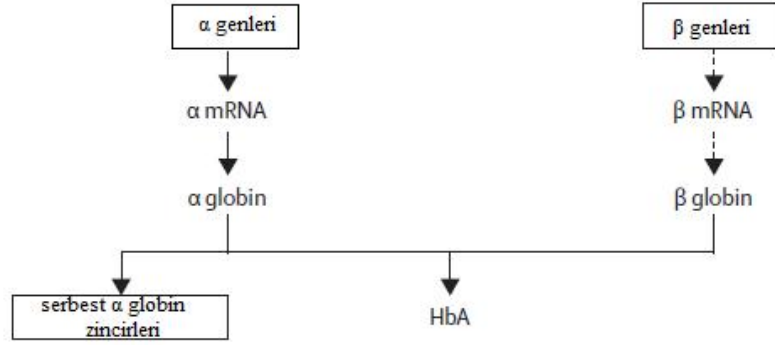 α genleri
β genleri
α mRNA
β mRNA
α globin
β globin
serbest α globin
zincirleri
HbA